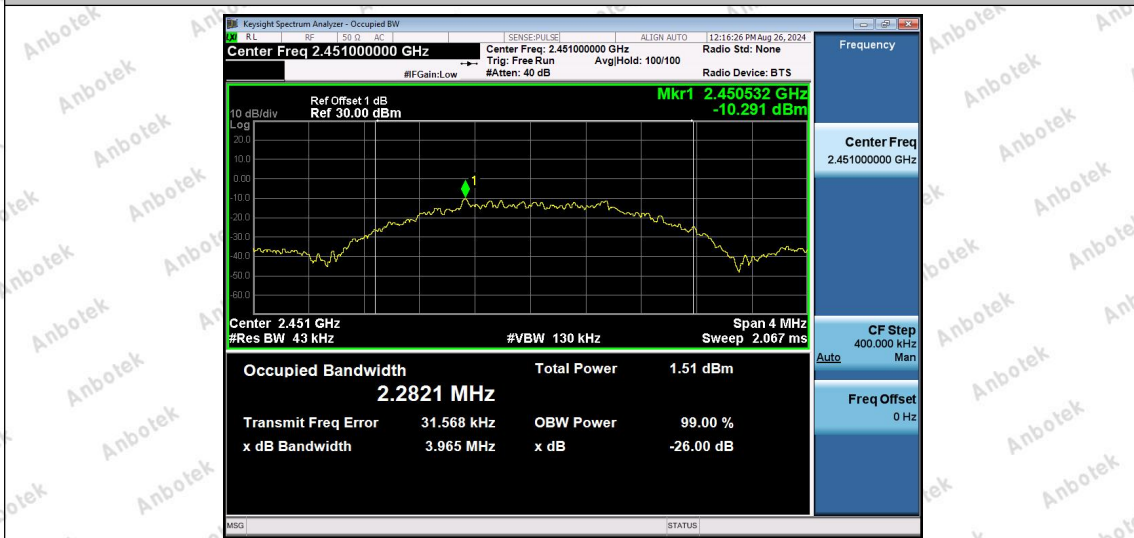 Keysight Spectrum Analyzer - Occupied BW
RL RF 50 Ω AC SENSE:PULSE ALIGN AUTO 12:16:26 PM Aug 26, 2024
Center Freq 2.451000000 GHz
Center Freq: 2.451000000 GHz Radio Std: None
Trig: Free Run Avg|Hold: 100/100
#IFGain:Low #Atten: 40 dB Radio Device: BTS
Mkr1 2.450532 GHz
-10.291 dBm
Ref Offset 1 dB
10 dB/div Ref 30.00 dBm
Log
20.0
10.0
0.00
1
-10.0
-20.0
-30.0
-40.0
-50.0
-60.0
Center 2.451 GHz Span 4 MHz
#Res BW 43 kHz #VBW 130 kHz Sweep 2.067 ms
Occupied Bandwidth Total Power 1.51 dBm
2.2821 MHz
Transmit Freq Error 31.568 kHz OBW Power 99.00 %
x dB Bandwidth 3.965 MHz x dB -26.00 dB
MSG STATUS
Frequency
Center Freq
2.451000000 GHz
CF Step
400.000 kHz
Auto Man
Freq Offset
0 Hz
Anbotek